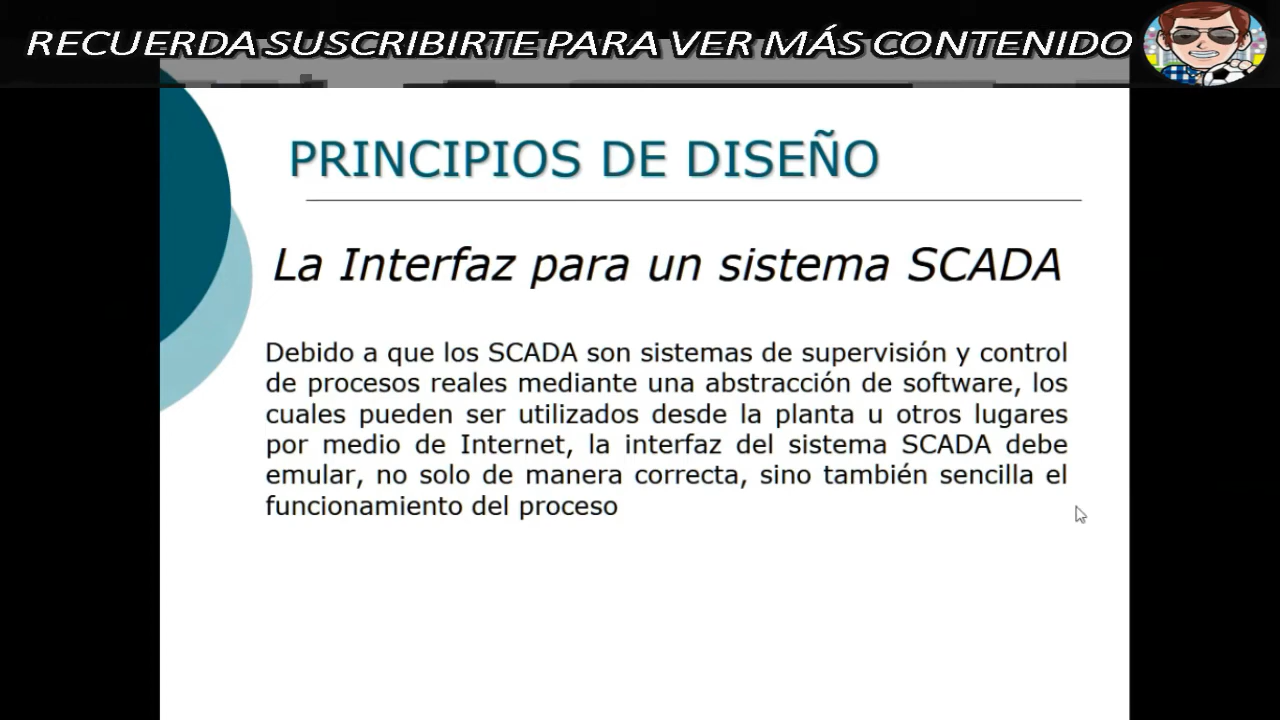 RECUERDA SUSCRIBIRTE PARA VER MÁS CONTENIDO
PRINCIPIOS DE DISEÑO
La Interfaz para un sistema SCADA
Debido a que los SCADA son sistemas de supervisión y control
de procesos reales mediante una abstracción de software, los
cuales pueden ser utilizados desde la planta u otros lugares
por medio de Internet, la interfaz del sistema SCADA debe
emular, no solo de manera correcta, sino también sencilla el
funcionamiento del proceso